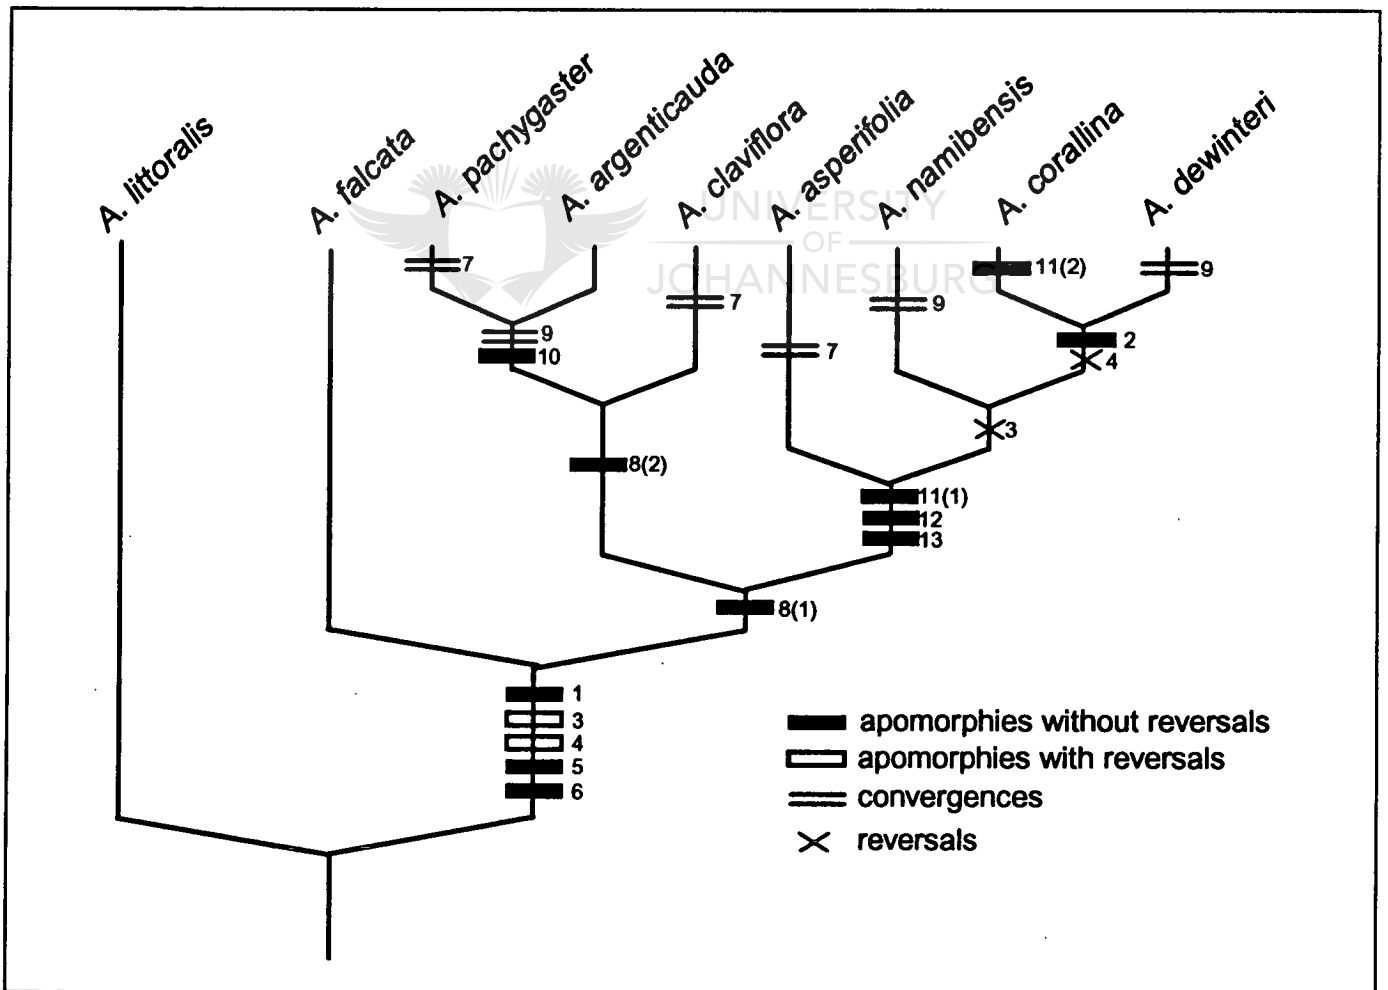 A. littoralis
A. falcata
A. pachygaster
A. argenticauda
A. claviflora
A. asperifolia
A. namibensis
A. corallina
A. dewinteri
UNIVERSITY
OF
JOHANNESBURG
7
11(2)
9
7
9
9
10
7
2
4
3
8(2)
11(1)
12
13
8(1)
1
3
4
5
6
apomorphies without reversals
apomorphies with reversals
convergences
reversals